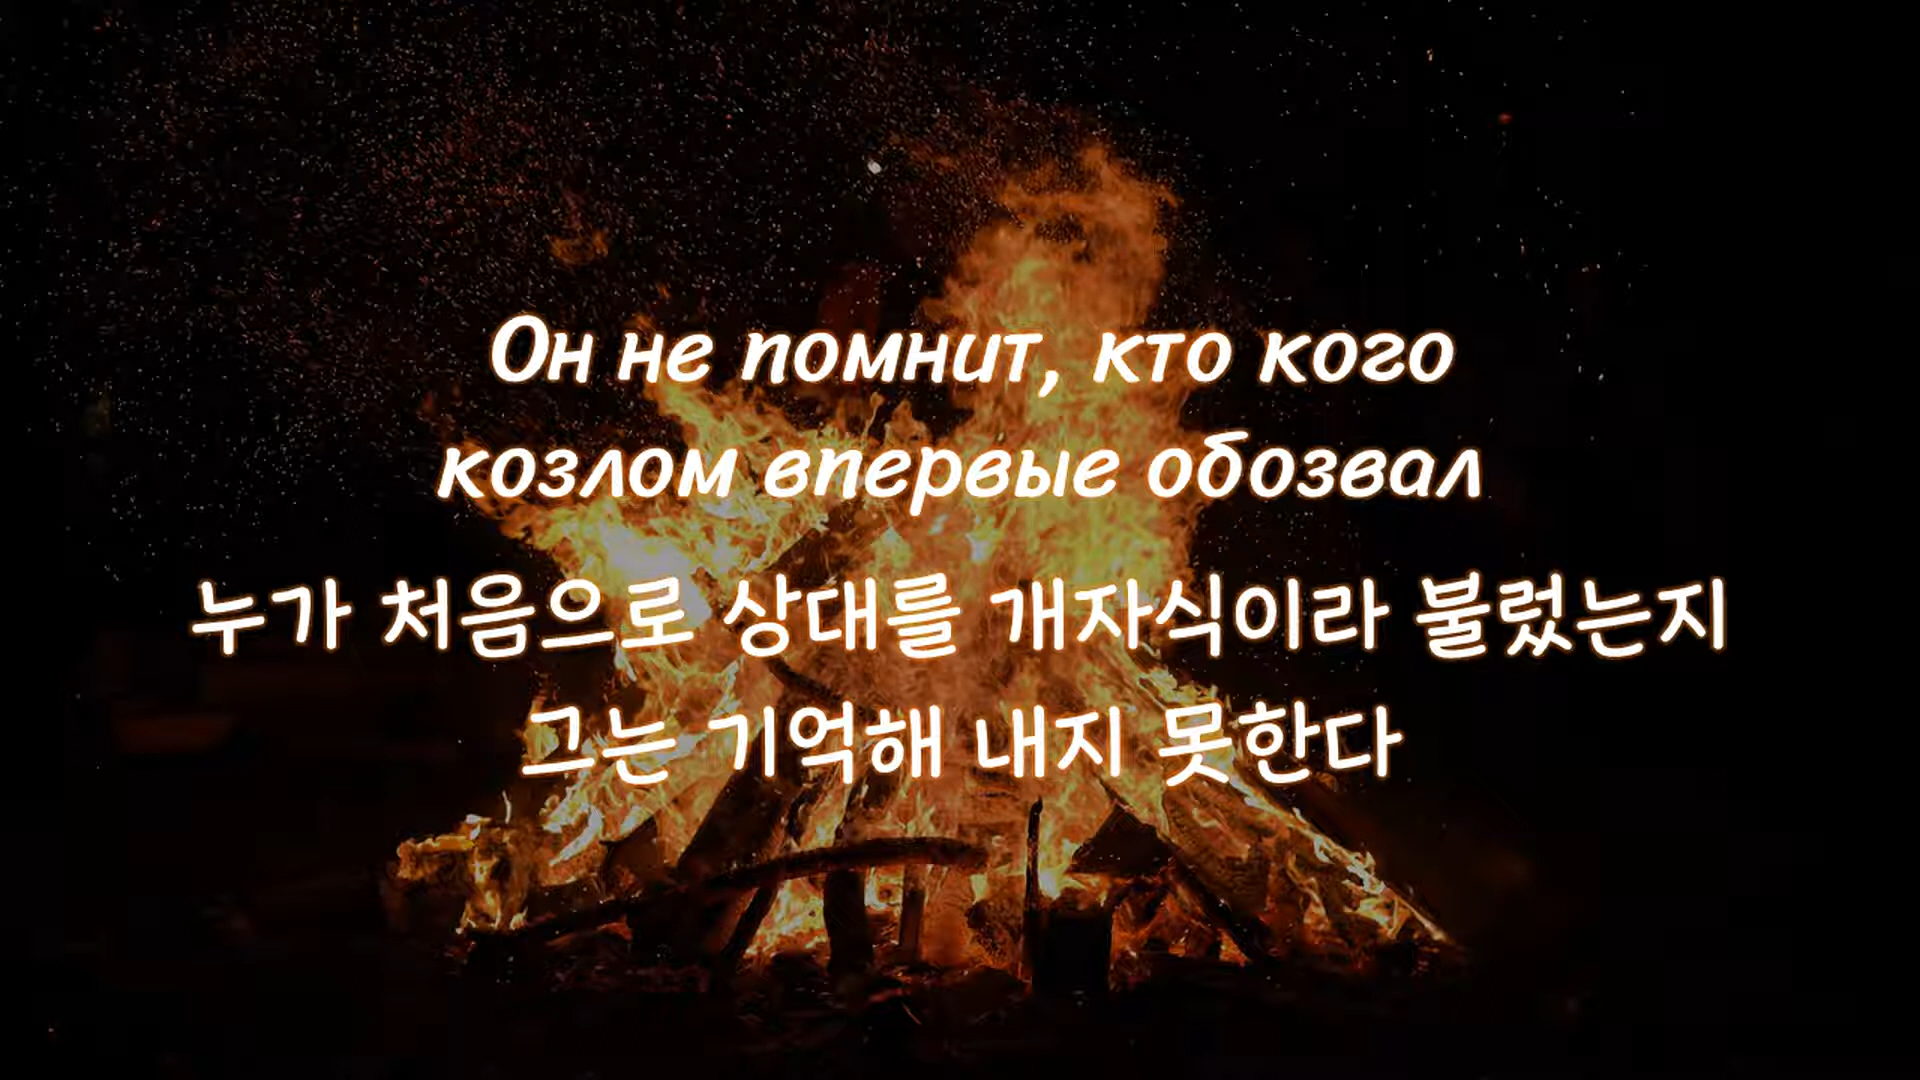 Он не помнит, кто кого
козлом впервые обозвал
누가 처음으로 상대를 개자식이라 불렀는지
그는 기억해 내지 못한다